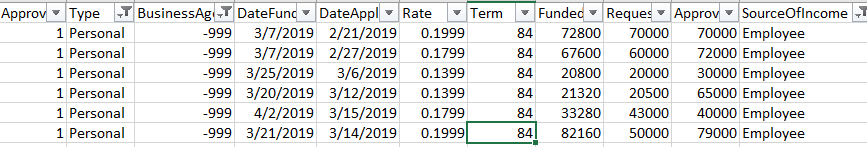 Approv Type BusinessAge DateFund DateAppl Rate Term Funded Reques Approv SourceOfIncome
1 Personal -999 3/7/2019 2/21/2019 0.1999 84 72800 70000 70000 Employee
1 Personal -999 3/7/2019 2/27/2019 0.1799 84 67600 60000 72000 Employee
1 Personal -999 3/25/2019 3/6/2019 0.1399 84 20800 20000 30000 Employee
1 Personal -999 3/20/2019 3/12/2019 0.1399 84 21320 20500 65000 Employee
1 Personal -999 4/2/2019 3/15/2019 0.1799 84 33280 43000 40000 Employee
1 Personal -999 3/21/2019 3/14/2019 0.1999 84 82160 50000 79000 Employee